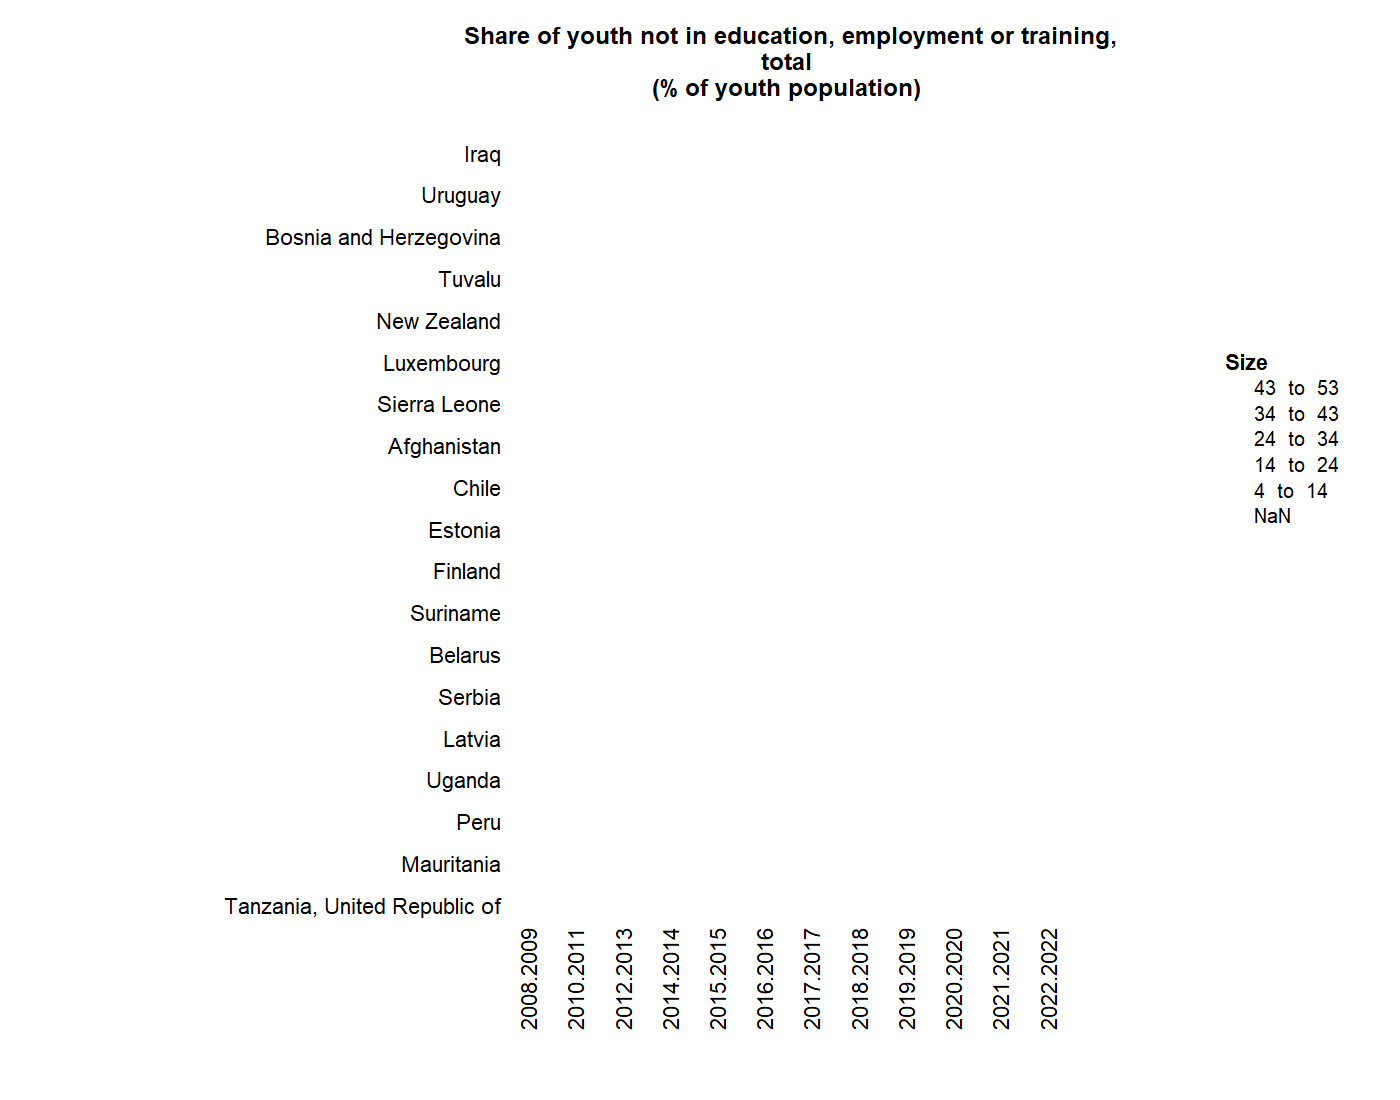 Share of youth not in education, employment or training,
total
(% of youth population)
Iraq
Uruguay
Bosnia and Herzegovina
Tuvalu
New Zealand
Luxembourg
Sierra Leone
Afghanistan
Chile
Estonia
Finland
Suriname
Belarus
Serbia
Latvia
Uganda
Peru
Mauritania
Tanzania, United Republic of
2008.2009
2010.2011
2012.2013
2014.2014
2015.2015
2016.2016
2017.2017
2018.2018
2019.2019
2020.2020
2021.2021
2022.2022
Size
43 to 53
34 to 43
24 to 34
14 to 24
4 to 14
NaN